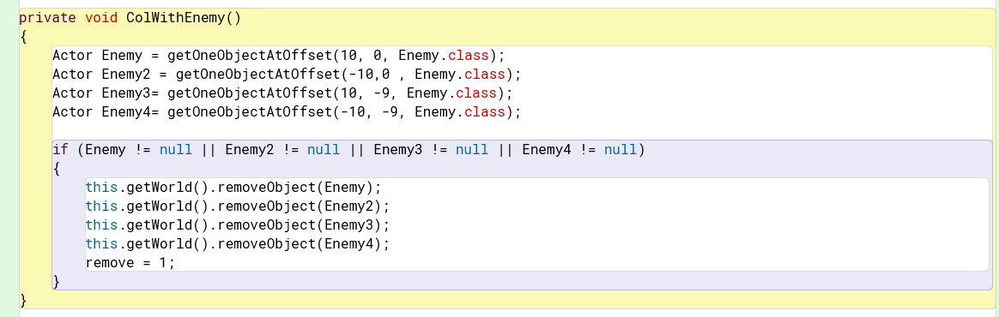 private void ColWithEnemy()
{
Actor Enemy = getOneObjectAtOffset(10, 0, Enemy.class);
Actor Enemy2 = getOneObjectAtOffset(-10,0 , Enemy.class);
Actor Enemy3= getOneObjectAtOffset(10, -9, Enemy.class);
Actor Enemy4= getOneObjectAtOffset(-10, -9, Enemy.class);
if (Enemy != null || Enemy2 != null || Enemy3 != null || Enemy4 != null)
{
this.getWorld().removeObject(Enemy);
this.getWorld().removeObject(Enemy2);
this.getWorld().removeObject(Enemy3);
this.getWorld().removeObject(Enemy4);
remove = 1;
}
}